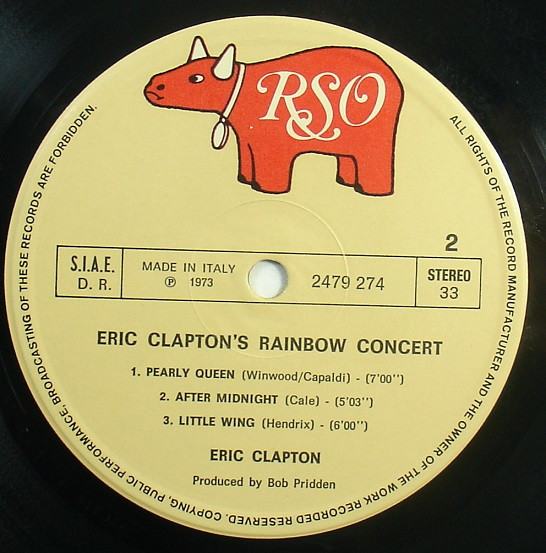 RSO
2
S.I.A.E.
D. R.
MADE IN ITALY
℗ 1973
2479 274
STEREO
33
ERIC CLAPTON'S RAINBOW CONCERT
1. PEARLY QUEEN (Winwood/Capaldi) - (7'00'')
2. AFTER MIDNIGHT (Cale) - (5'03'')
3. LITTLE WING (Hendrix) - (6'00'')
ERIC CLAPTON
Produced by Bob Pridden
ALL RIGHTS OF THE RECORD MANUFACTURER AND THE OWNER OF THE WORK RECORDED RESERVED. COPYING, PUBLIC PERFORMANCE, BROADCASTING OF THESE RECORDS ARE FORBIDDEN.